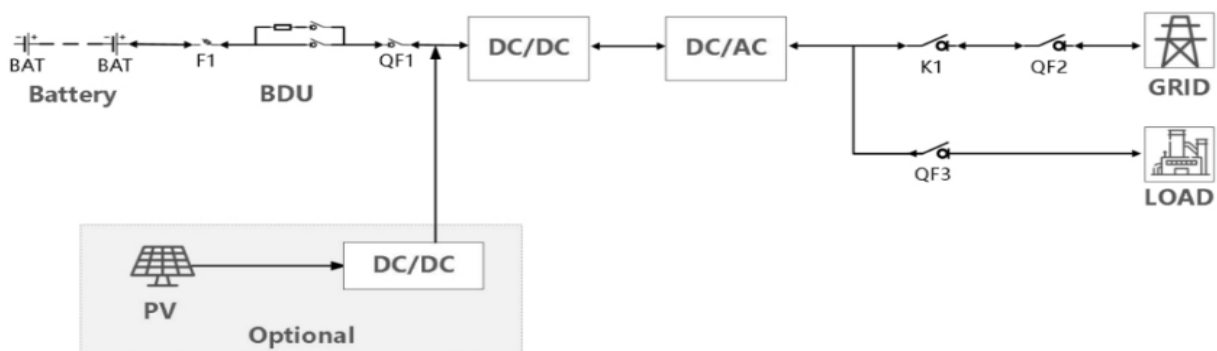 BAT
BAT
Battery
F1
BDU
QF1
DC/DC
DC/AC
K1
QF2
GRID
QF3
LOAD
PV
DC/DC
Optional